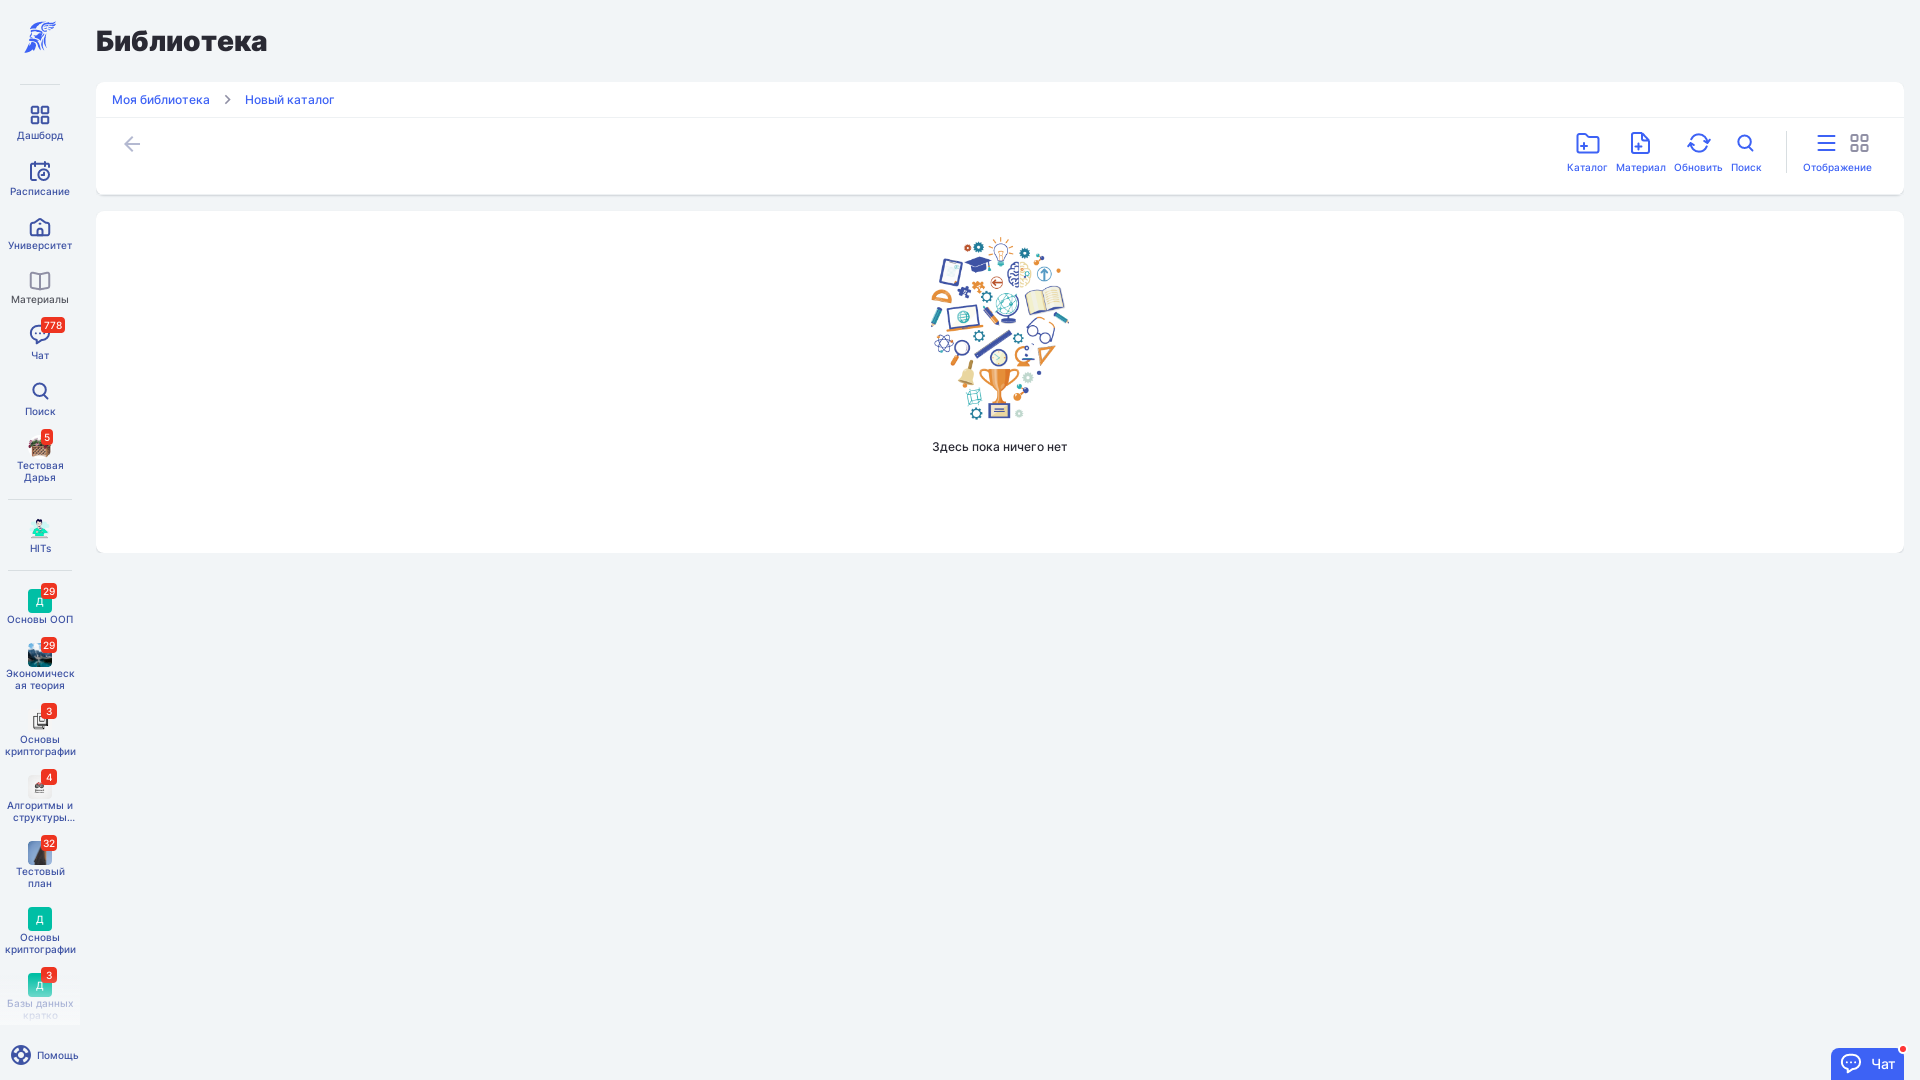 Библиотека
Моя библиотека
Новый каталог
Каталог
Материал
Обновить
Поиск
Отображение
Здесь пока ничего нет
Дашборд
Расписание
Университет
Материалы
778
Чат
Поиск
5
Тестовая
Дарья
HITs
29
Д
Основы ООП
29
Экономическ
ая теория
3
Основы
криптографии
4
Алгоритмы и
структуры...
32
Тестовый
план
Д
Основы
криптографии
3
Д
Базы данных
кратко
Помощь
Чат